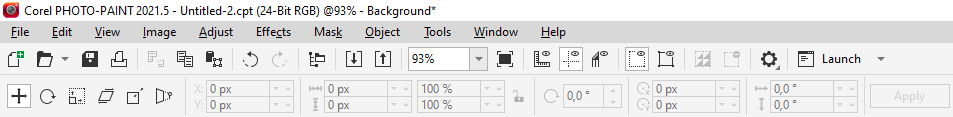 Corel PHOTO-PAINT 2021.5 - Untitled-2.cpt (24-Bit RGB) @93% - Background*
File Edit View Image Adjust Effects Mask Object Tools Window Help
93% Launch
X: 0 px 0 px 100 % 0,0 ° 0 px 0,0 ° Apply
Y: 0 px 0 px 100 % 0 px 0,0 °